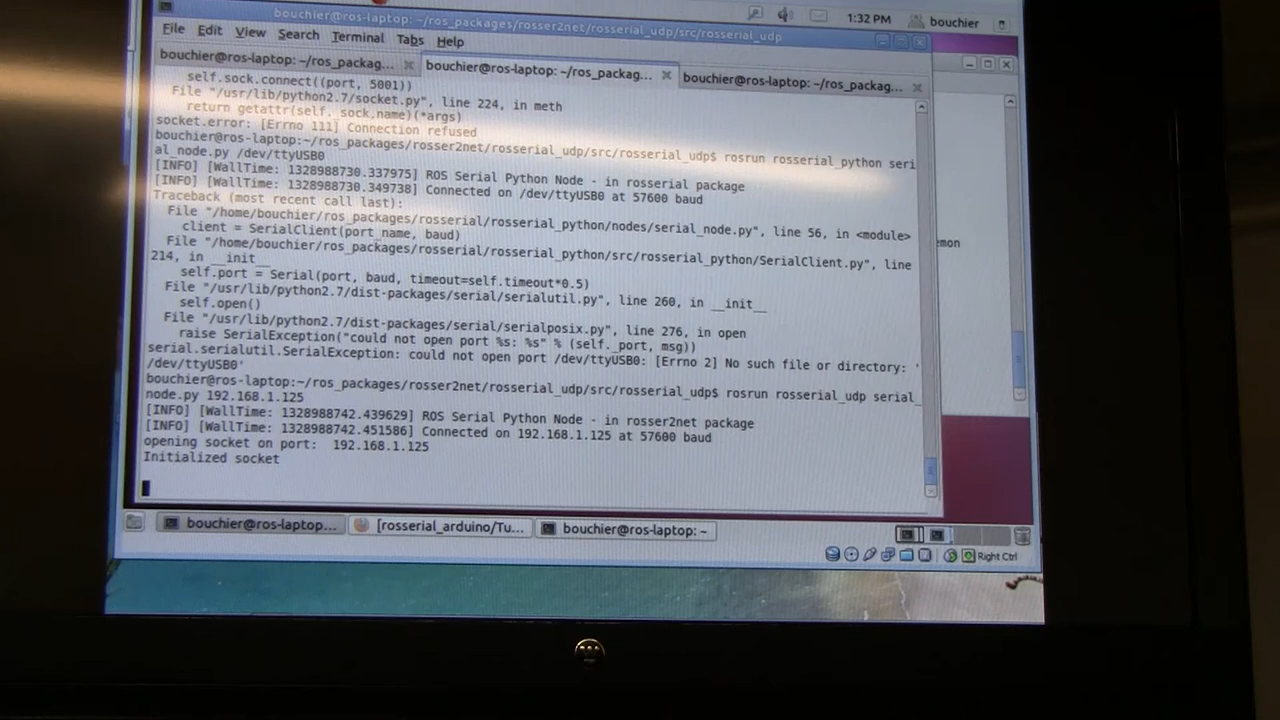 bouchier@ros-laptop: ~/ros_packages/rosser2net/rosserial_udp/src/rosserial_udp
1:32 PM bouchier
File Edit View Search Terminal Tabs Help
bouchier@ros-laptop: ~/ros_packag... bouchier@ros-laptop: ~/ros_packag... bouchier@ros-laptop: ~/ros_packag...
self.sock.connect((port, 5001))
File "/usr/lib/python2.7/socket.py", line 224, in meth
return getattr(self._sock,name)(*args)
socket.error: [Errno 111] Connection refused
bouchier@ros-laptop:~/ros_packages/rosser2net/rosserial_udp/src/rosserial_udp$ rosrun rosserial_python seri
al_node.py /dev/ttyUSB0
[INFO] [WallTime: 1328988730.337975] ROS Serial Python Node - in rosserial package
[INFO] [WallTime: 1328988730.349738] Connected on /dev/ttyUSB0 at 57600 baud
Traceback (most recent call last):
File "/home/bouchier/ros_packages/rosserial/rosserial_python/nodes/serial_node.py", line 56, in <module>
client = SerialClient(port_name, baud)
File "/home/bouchier/ros_packages/rosserial/rosserial_python/src/rosserial_python/SerialClient.py", line
214, in __init__
self.port = Serial(port, baud, timeout=self.timeout*0.5)
File "/usr/lib/python2.7/dist-packages/serial/serialutil.py", line 260, in __init__
self.open()
File "/usr/lib/python2.7/dist-packages/serial/serialposix.py", line 276, in open
raise SerialException("could not open port %s: %s" % (self._port, msg))
serial.serialutil.SerialException: could not open port /dev/ttyUSB0: [Errno 2] No such file or directory: '
/dev/ttyUSB0'
bouchier@ros-laptop:~/ros_packages/rosser2net/rosserial_udp/src/rosserial_udp$ rosrun rosserial_udp serial_
node.py 192.168.1.125
[INFO] [WallTime: 1328988742.439629] ROS Serial Python Node - in rosser2net package
[INFO] [WallTime: 1328988742.451586] Connected on 192.168.1.125 at 57600 baud
opening socket on port:  192.168.1.125
Initialized socket
bouchier@ros-laptop... [rosserial_arduino/Tu... bouchier@ros-laptop: ~
Right Ctrl